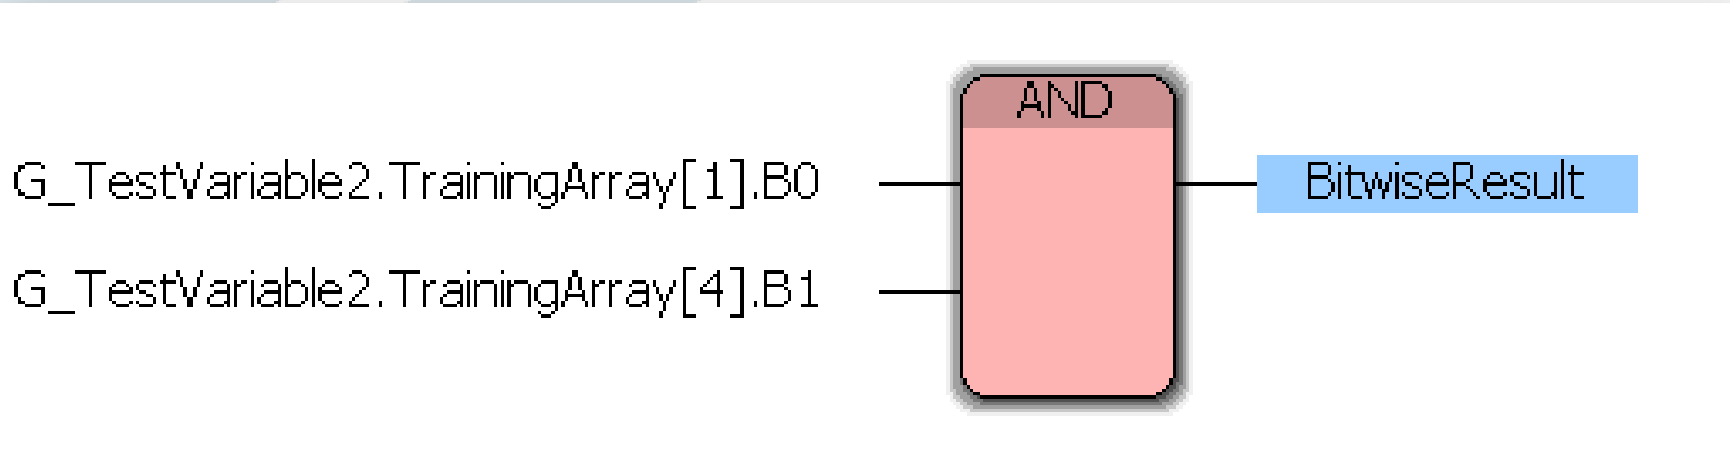 AND
G_TestVariable2.TrainingArray[1].B0
BitwiseResult
G_TestVariable2.TrainingArray[4].B1